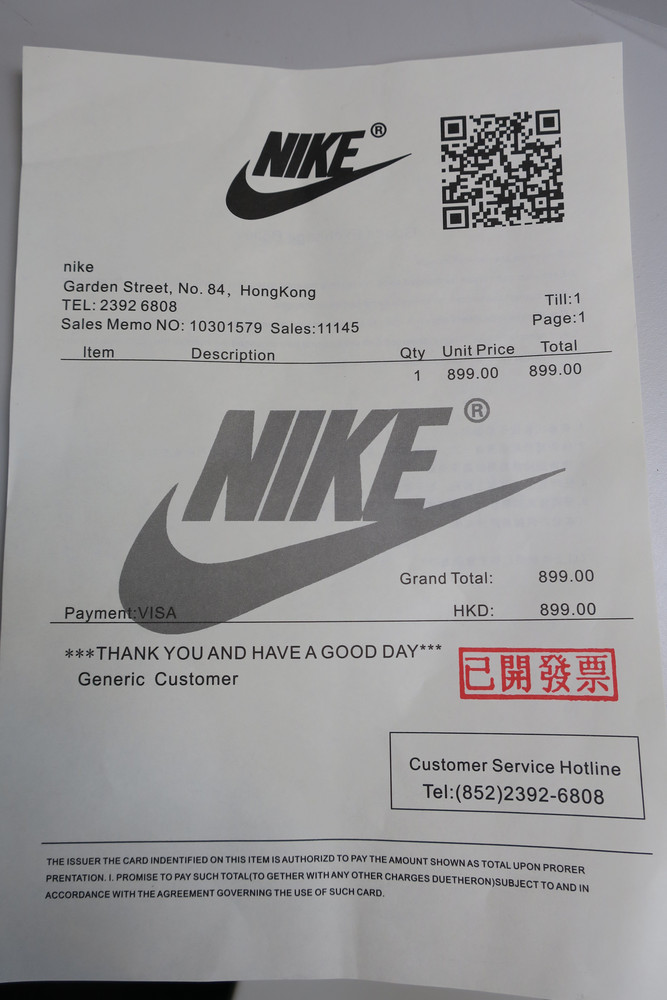 NIKE ®
nike
Garden Street, No. 84, HongKong
TEL: 2392 6808
Till:1
Sales Memo NO: 10301579 Sales:11145
Page:1
Item Description Qty Unit Price Total
1 899.00 899.00
NIKE ®
Grand Total: 899.00
Payment:VISA HKD: 899.00
***THANK YOU AND HAVE A GOOD DAY***
Generic Customer
已開發票
Customer Service Hotline
Tel:(852)2392-6808
THE ISSUER THE CARD INDENTIFIED ON THIS ITEM IS AUTHORIZD TO PAY THE AMOUNT SHOWN AS TOTAL UPON PRORER
PRENTATION. I. PROMISE TO PAY SUCH TOTAL(TO GETHER WITH ANY OTHER CHARGES DUETHERON)SUBJECT TO AND IN
ACCORDANCE WITH THE AGREEMENT GOVERNING THE USE OF SUCH CARD.